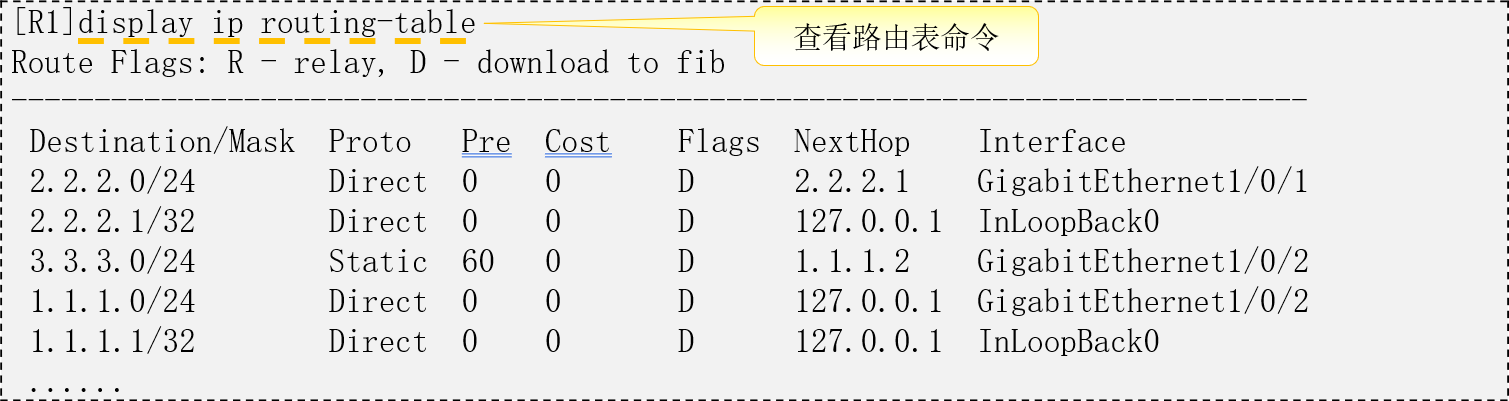 [R1]display ip routing-table
查看路由表命令
Route Flags: R - relay, D - download to fib
------------------------------------------------------------------------------
Destination/Mask  Proto  Pre  Cost  Flags  NextHop  Interface
2.2.2.0/24  Direct  0  0  D  2.2.2.1  GigabitEthernet1/0/1
2.2.2.1/32  Direct  0  0  D  127.0.0.1  InLoopBack0
3.3.3.0/24  Static  60  0  D  1.1.1.2  GigabitEthernet1/0/2
1.1.1.0/24  Direct  0  0  D  127.0.0.1  GigabitEthernet1/0/2
1.1.1.1/32  Direct  0  0  D  127.0.0.1  InLoopBack0
......